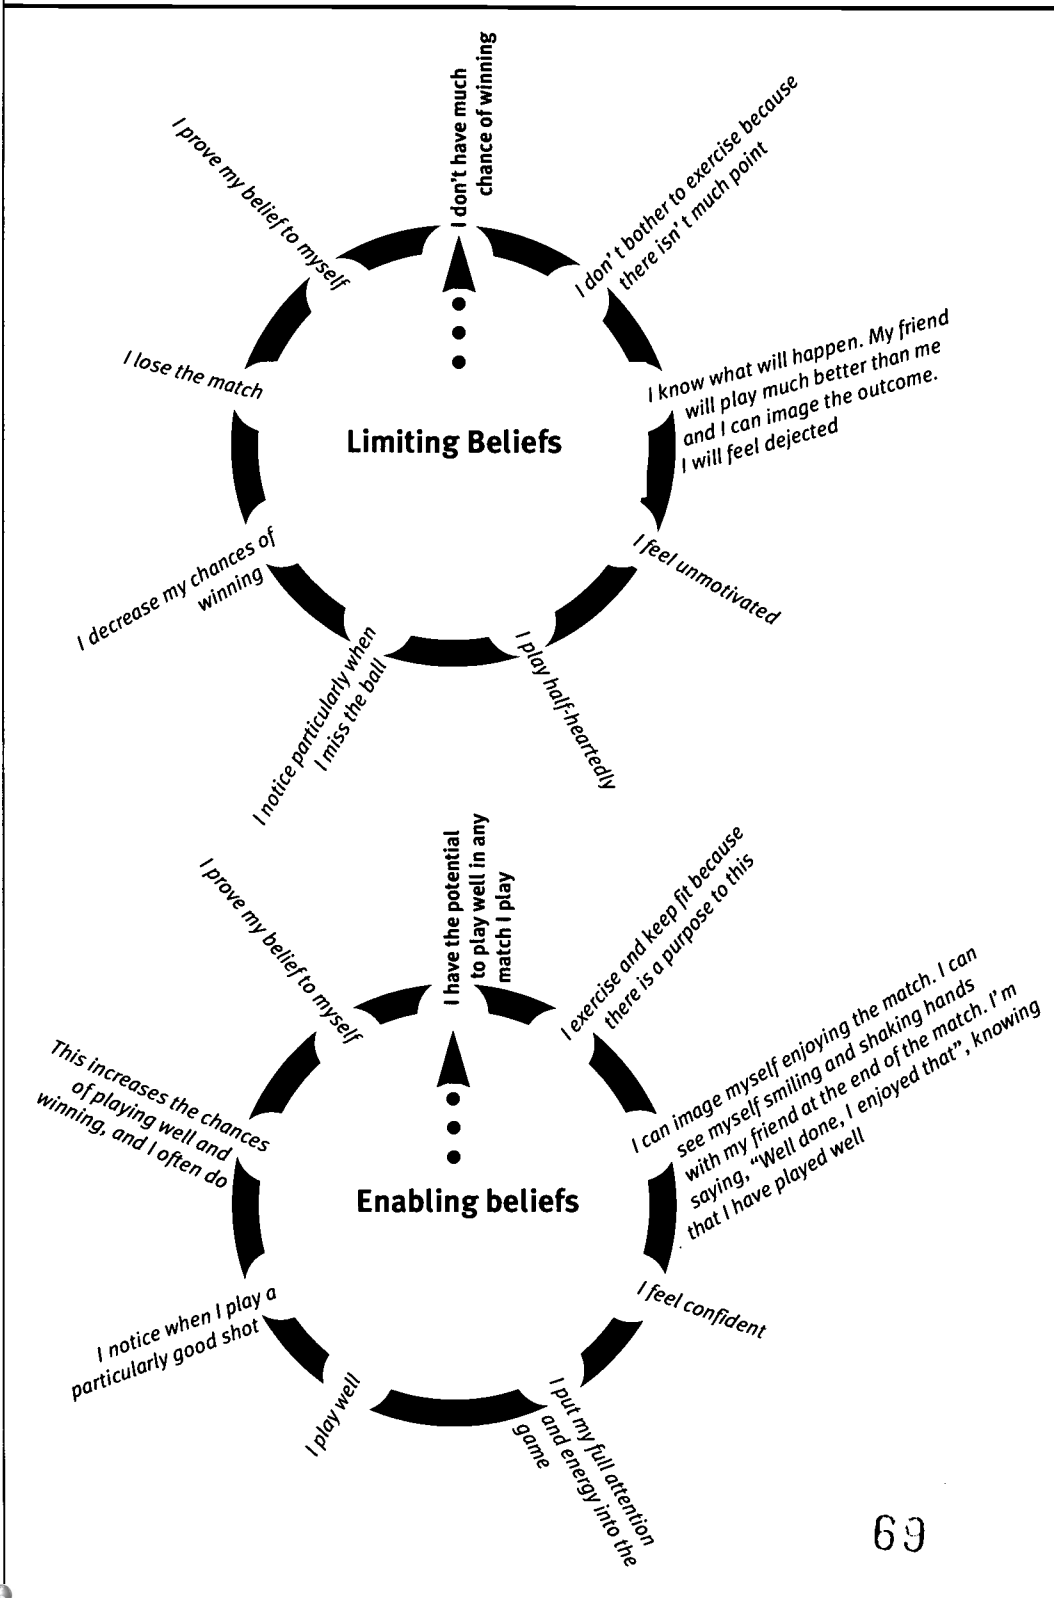 I don't have much
chance of winning
I don't bother to exercise because
there isn't much point
I know what will happen. My friend
will play much better than me
and I can image the outcome.
I will feel dejected
I feel unmotivated
I play half-heartedly
I notice particularly when
I miss the ball
I decrease my chances of
winning
I lose the match
I prove my belief to myself
Limiting Beliefs
I have the potential
to play well in any
match I play
I exercise and keep fit because
there is a purpose to this
I can image myself enjoying the match. I can
see myself smiling and shaking hands
with my friend at the end of the match. I'm
saying, “Well done, I enjoyed that”, knowing
that I have played well
I feel confident
I put my full attention
and energy into the
game
I play well
I notice when I play a
particularly good shot
This increases the chances
of playing well and
winning, and I often do
I prove my belief to myself
Enabling beliefs
69